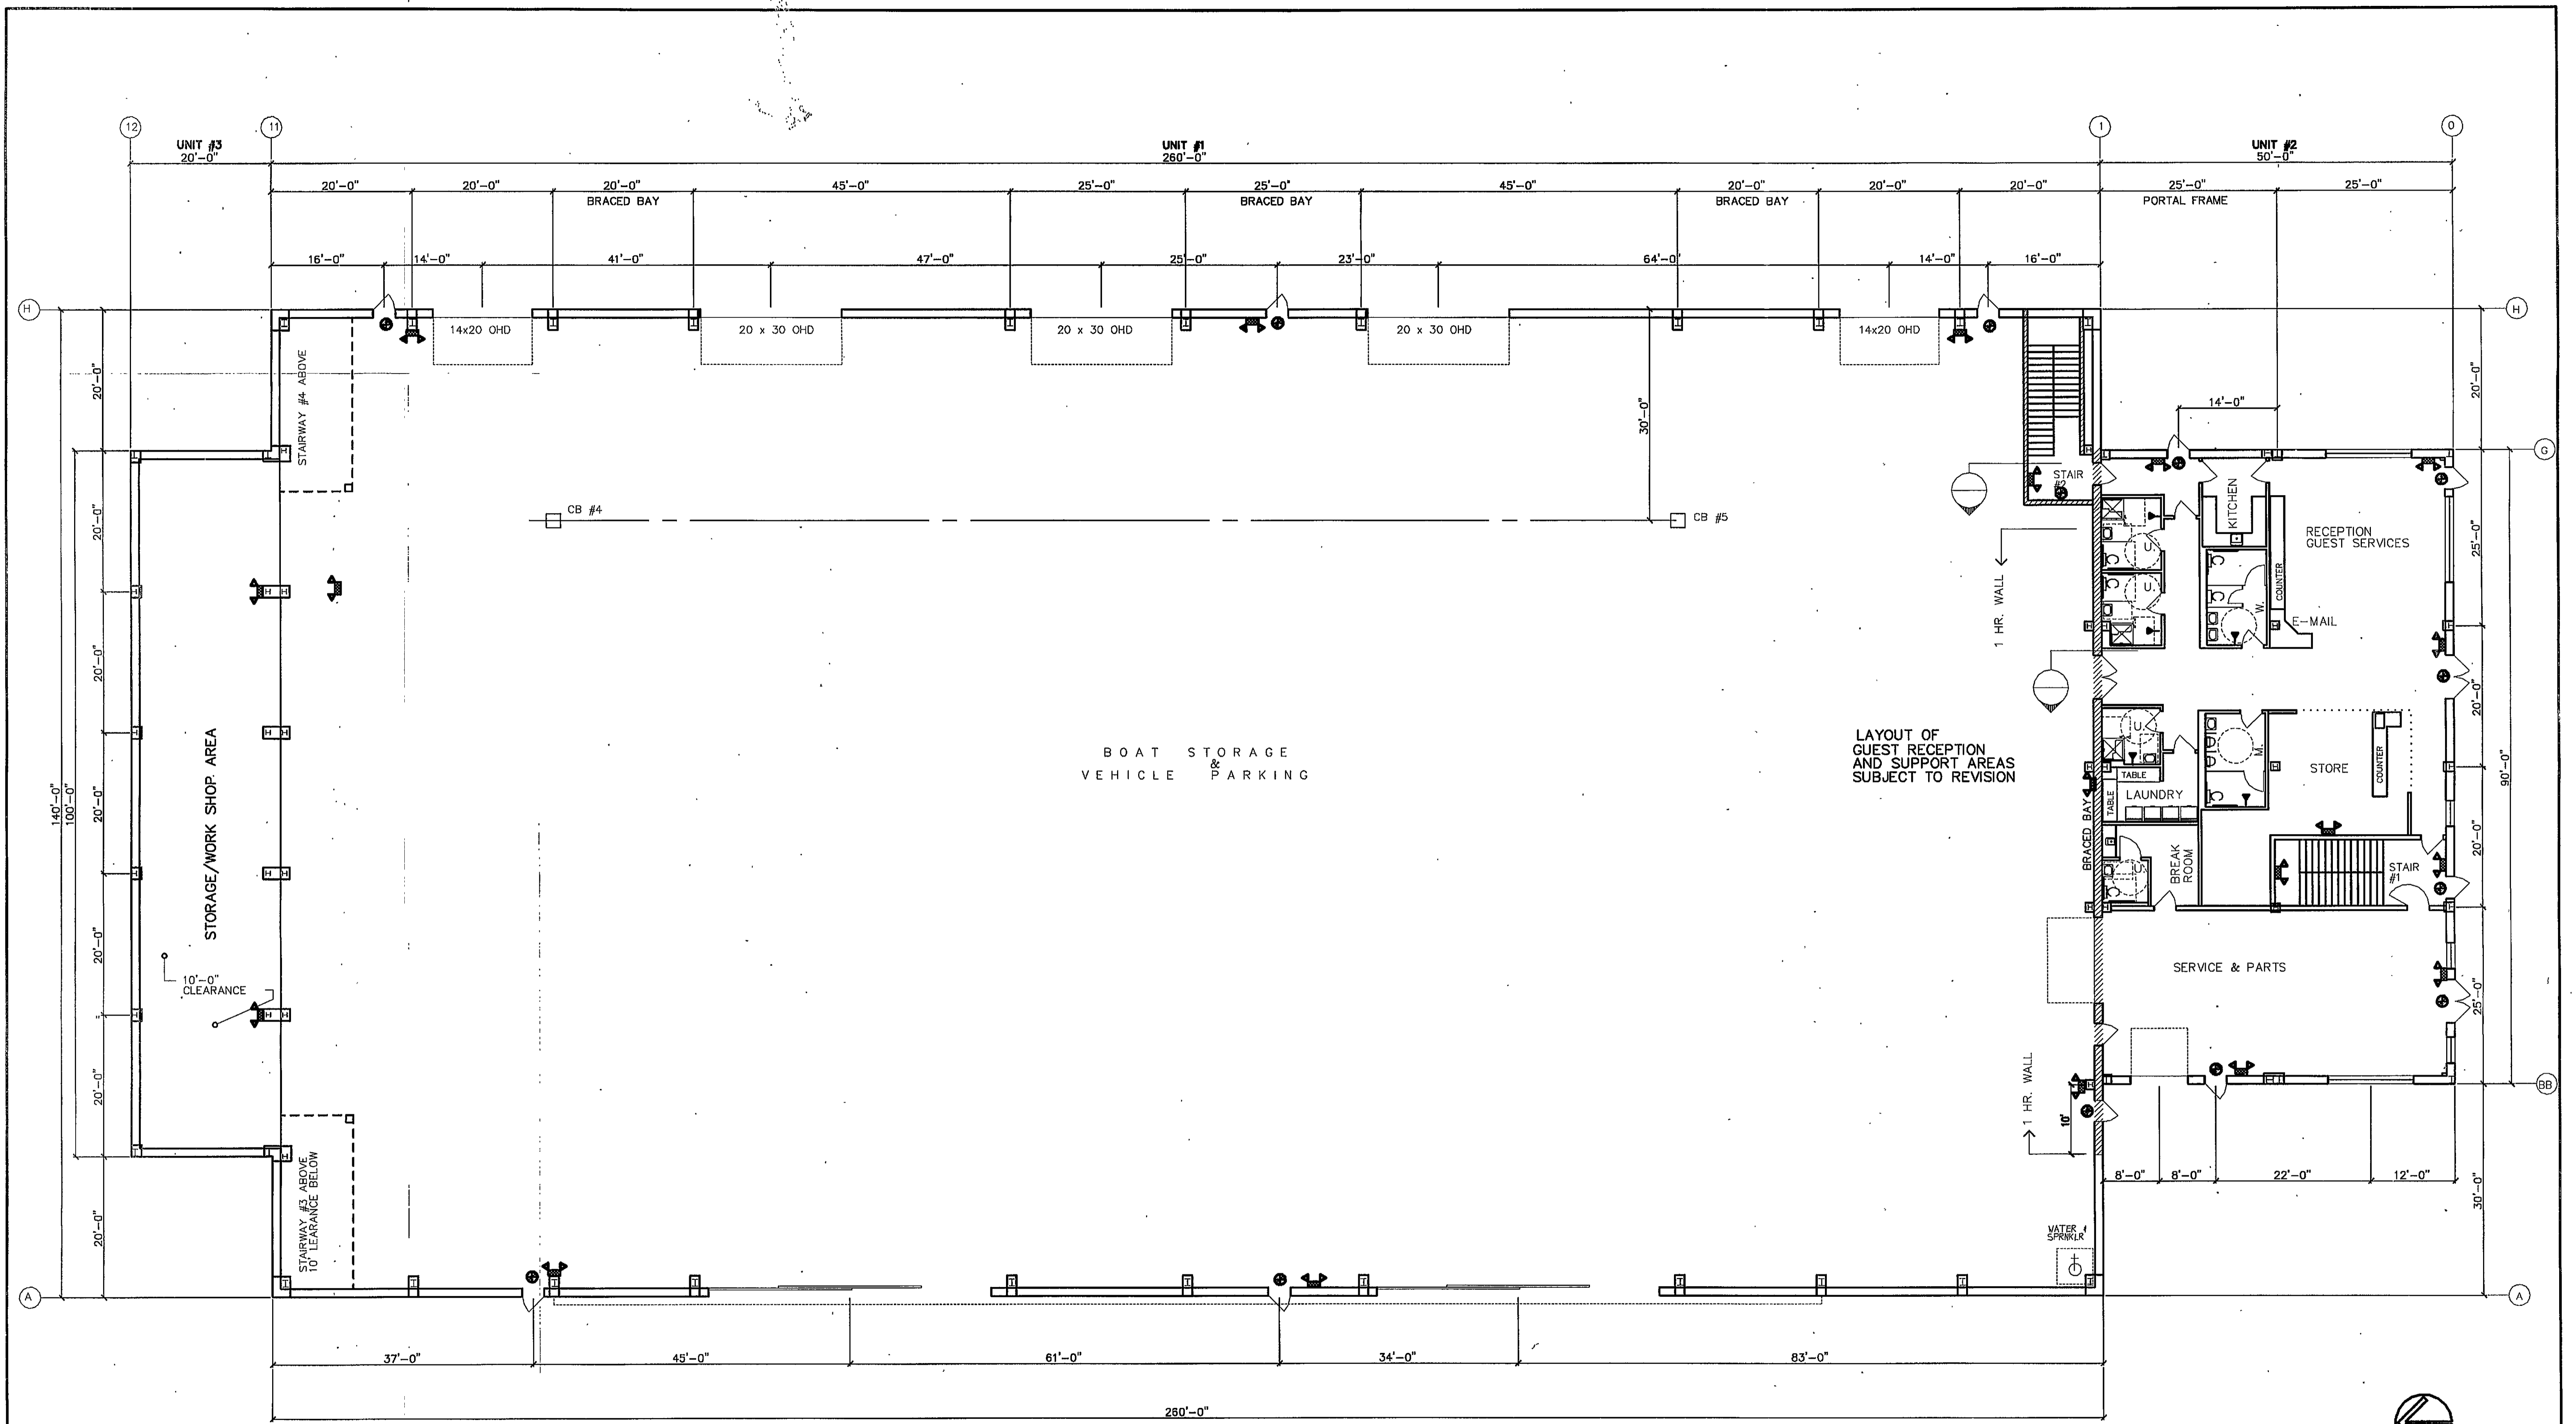 12
11
1
0
UNIT #3
20'-0"
UNIT #1
260'-0"
UNIT #2
50'-0"
20'-0"
20'-0"
20'-0"
45'-0"
25'-0"
25'-0"
45'-0"
20'-0"
20'-0"
20'-0"
25'-0"
25'-0"
BRACED BAY
BRACED BAY
BRACED BAY
PORTAL FRAME
16'-0"
14'-0"
41'-0"
47'-0"
25'-0"
23'-0"
64'-0'
14'-0"
16'-0"
H
H
14x20 OHD
20 x 30 OHD
20 x 30 OHD
20 x 30 OHD
14x20 OHD
STAIRWAY #4 ABOVE
20'-0"
30'-0"
20'-0"
14'-0"
G
STAIR
#2
KITCHEN
CB #4
CB #5
RECEPTION
GUEST SERVICES
20'-0"
25'-0"
1 HR. WALL
U.
U.
W.
COUNTER
E-MAIL
20'-0"
20'-0"
140'-0"
100'-0"
90'-0"
STORAGE/WORK SHOP. AREA
BOAT STORAGE
&
VEHICLE PARKING
LAYOUT OF
GUEST RECEPTION
AND SUPPORT AREAS
SUBJECT TO REVISION
U.
M.
STORE
COUNTER
TABLE
TABLE
LAUNDRY
20'-0"
20'-0"
BRACED BAY
U.
BREAK
ROOM
STAIR
#1
20'-0"
10'-0"
CLEARANCE
SERVICE & PARTS
25'-0"
20'-0"
1 HR. WALL
10'
BB
STAIRWAY #3 ABOVE
10' LEARANCE BELOW
20'-0"
8'-0"
8'-0"
22'-0"
12'-0"
30'-0"
WATER
SPRNKLR
A
A
37'-0"
45'-0"
61'-0"
34'-0"
83'-0"
260'-0"